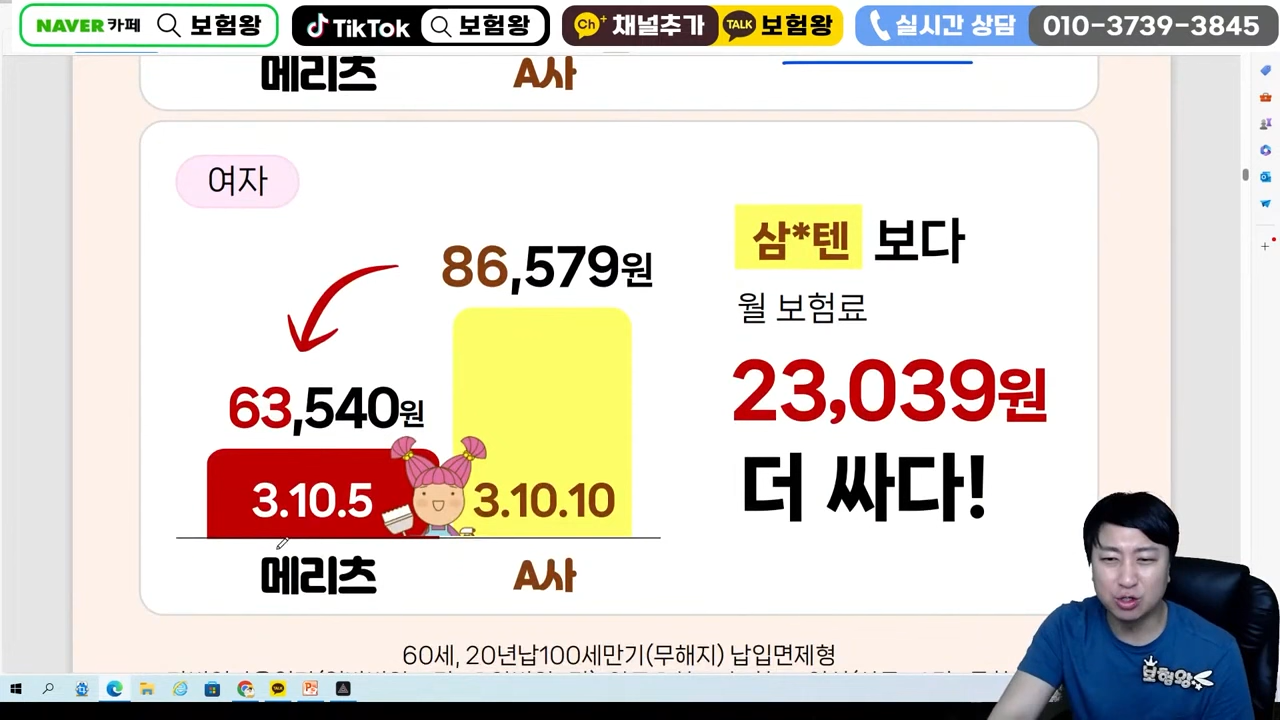 NAVER 카페 보험왕
TikTok 보험왕
Ch+ 채널추가 TALK 보험왕
실시간 상담 010-3739-3845
메리츠 A사
여자
86,579원
63,540원
3.10.5 3.10.10
메리츠 A사
삼*텐 보다
월 보험료
23,039원
더 싸다!
60세, 20년납100세만기(무해지) 납입면제형
보험왕